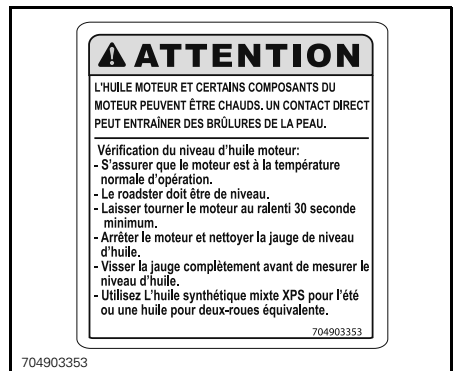 ATTENTION
L'HUILE MOTEUR ET CERTAINS COMPOSANTS DU
MOTEUR PEUVENT ÊTRE CHAUDS. UN CONTACT DIRECT
PEUT ENTRAÎNER DES BRÛLURES DE LA PEAU.
Vérification du niveau d'huile moteur:
- S'assurer que le moteur est à la température
normale d'opération.
- Le roadster doit être de niveau.
- Laisser tourner le moteur au ralenti 30 seconde
minimum.
- Arrêter le moteur et nettoyer la jauge de niveau
d'huile.
- Visser la jauge complètement avant de mesurer le
niveau d'huile.
- Utilisez L'huile synthétique mixte XPS pour l'été
ou une huile pour deux-roues équivalente.
704903353
704903353